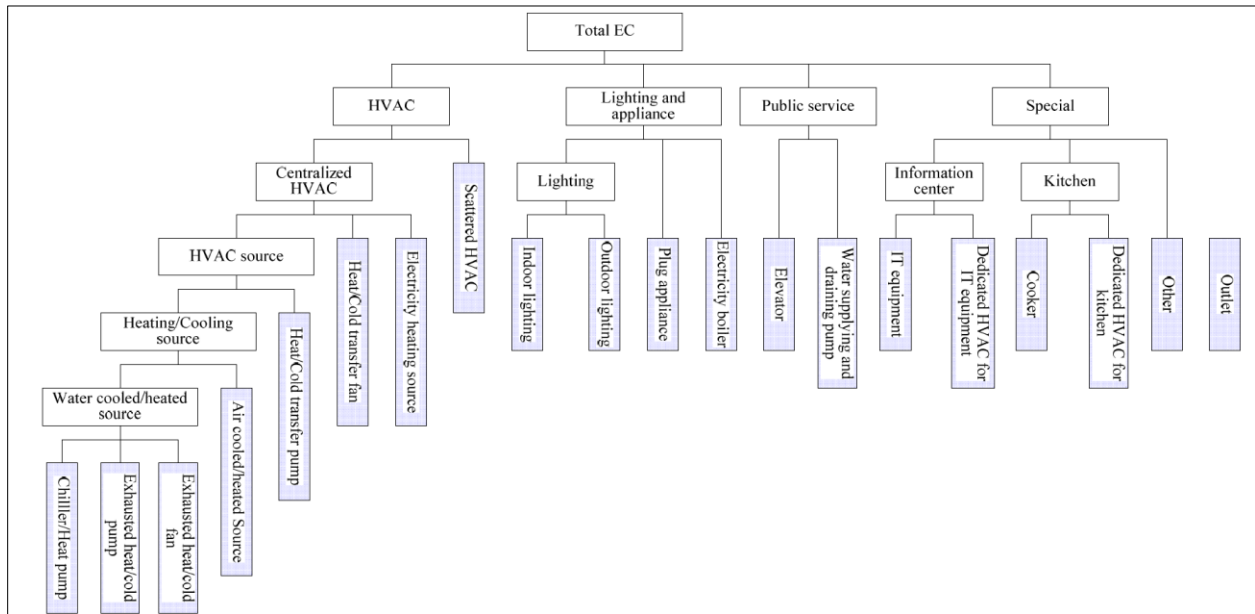 Total EC
HVAC
Lighting and
appliance
Public service
Special
Centralized
HVAC
Scattered HVAC
Lighting
Information
center
Kitchen
HVAC source
Heat/Cold transfer fan
Electricity heating source
Indoor lighting
Outdoor lighting
Plug appliance
Electricity boiler
Elevator
Water supplying and
draining pump
IT equipment
Dedicated HVAC for
IT equipment
Cooker
Dedicated HVAC for
kitchen
Other
Outlet
Heating/Cooling
source
Heat/Cold transfer pump
Water cooled/heated
source
Air cooled/heated Source
Chilller/Heat pump
Exhausted heat/cold
pump
Exhausted heat/cold
fan